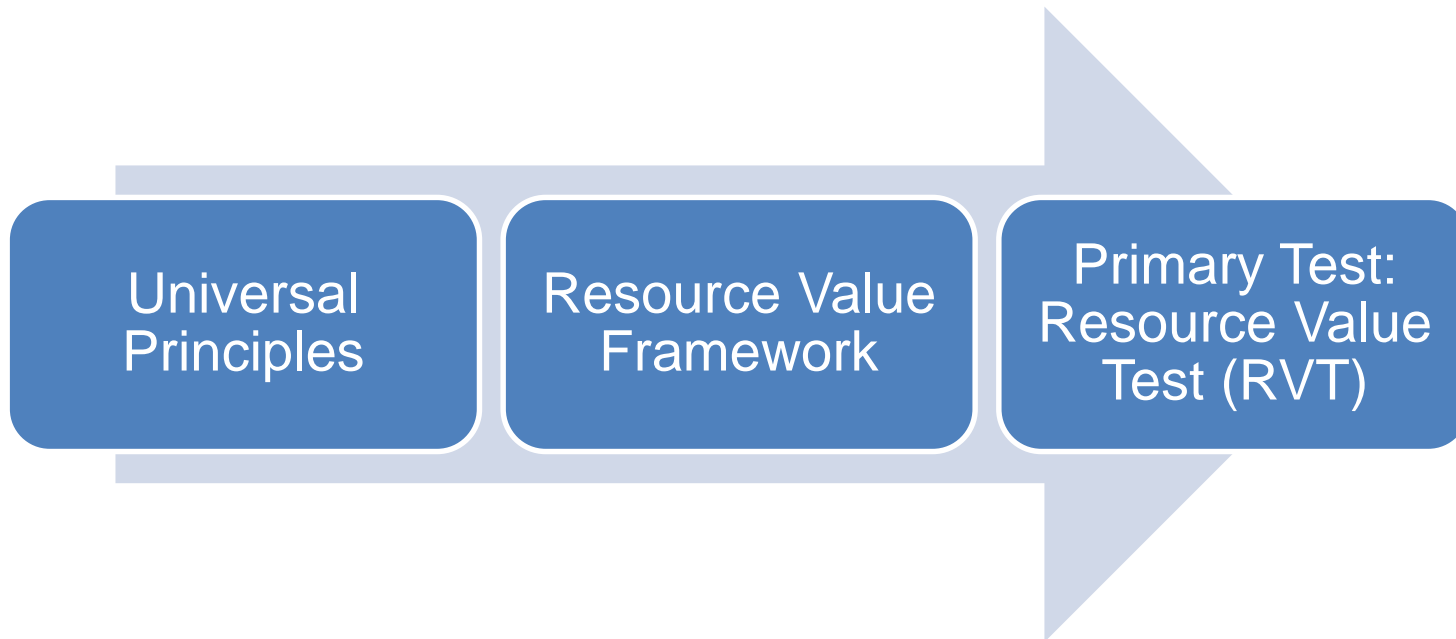 Universal
Principles
Resource Value
Framework
Primary Test:
Resource Value
Test (RVT)